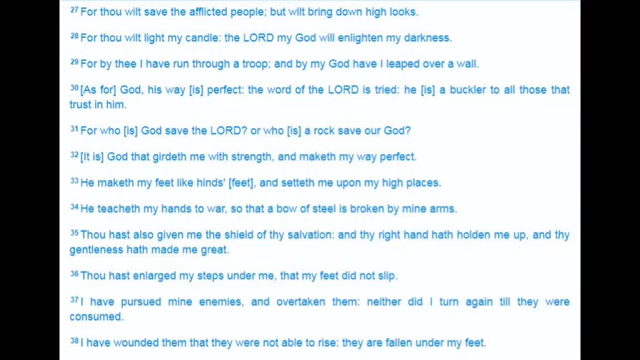 27 For thou wilt save the afflicted people; but wilt bring down high looks.
28 For thou wilt light my candle: the LORD my God will enlighten my darkness.
29 For by thee I have run through a troop; and by my God have I leaped over a wall.
30 [As for] God, his way [is] perfect: the word of the LORD is tried: he [is] a buckler to all those that
trust in him.
31 For who [is] God save the LORD? or who [is] a rock save our God?
32 [It is] God that girdeth me with strength, and maketh my way perfect.
33 He maketh my feet like hinds' [feet], and setteth me upon my high places.
34 He teacheth my hands to war, so that a bow of steel is broken by mine arms.
35 Thou hast also given me the shield of thy salvation: and thy right hand hath holden me up, and thy
gentleness hath made me great.
36 Thou hast enlarged my steps under me, that my feet did not slip.
37 I have pursued mine enemies, and overtaken them: neither did I turn again till they were
consumed.
38 I have wounded them that they were not able to rise: they are fallen under my feet.